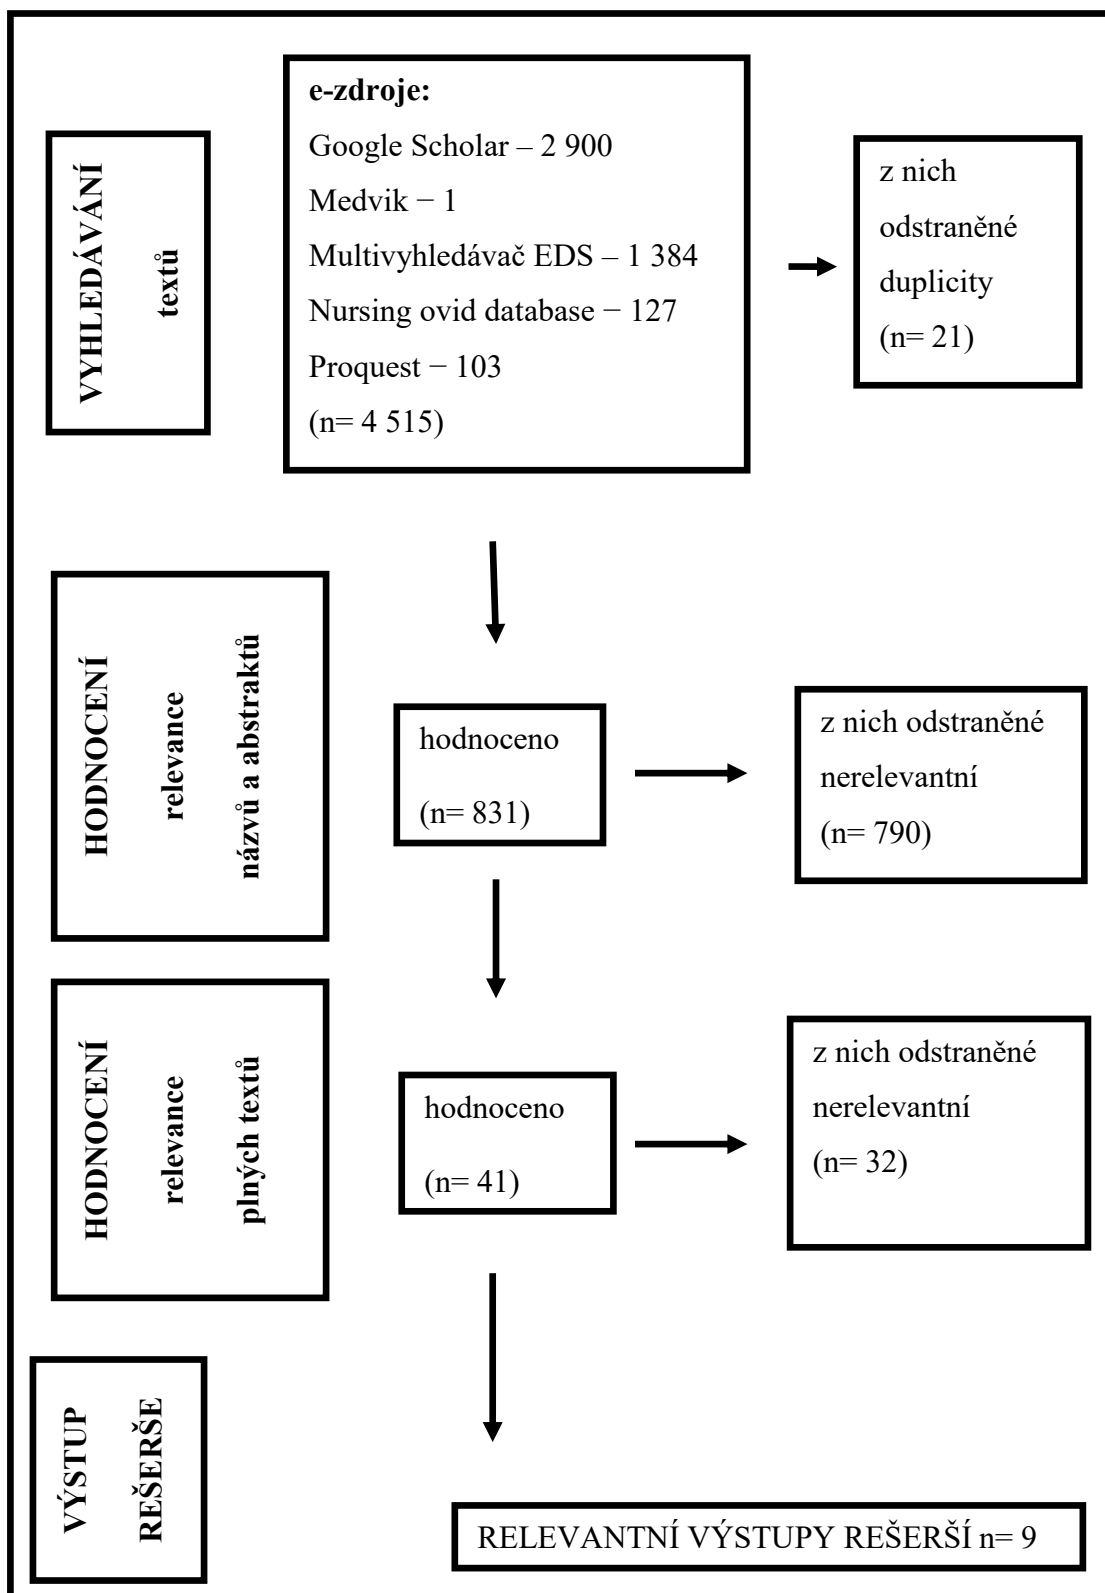 VYHLEDÁVÁNÍ
textů
e-zdroje:
Google Scholar – 2 900
Medvik − 1
Multivyhledávač EDS – 1 384
Nursing ovid database − 127
Proquest − 103
(n= 4 515)
z nich
odstraněné
duplicity
(n= 21)
HODNOCENÍ
relevance
názvů a abstraktů
hodnoceno
(n= 831)
z nich odstraněné
nerelevantní
(n= 790)
HODNOCENÍ
relevance
plných textů
hodnoceno
(n= 41)
z nich odstraněné
nerelevantní
(n= 32)
VÝSTUP
REŠERŠE
RELEVANTNÍ VÝSTUPY REŠERŠÍ n= 9